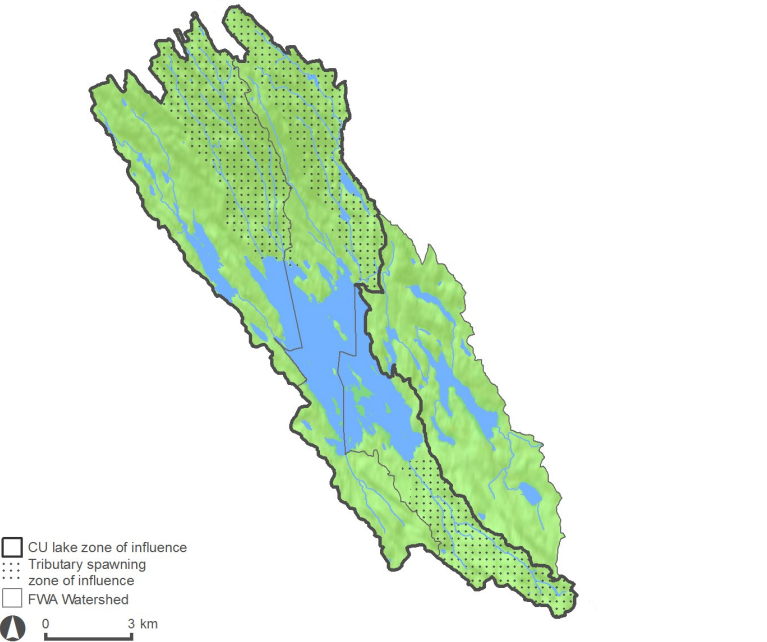 CU lake zone of influence
Tributary spawning
zone of influence
FWA Watershed
0 3 km